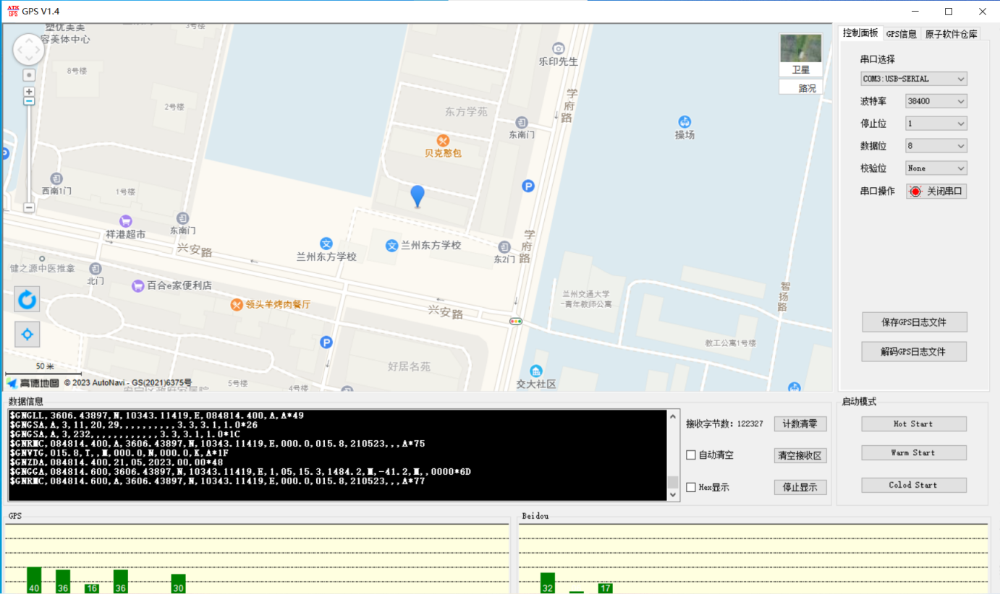 GPS V1.4
塑优美美
容美体中心
3号楼
8号楼
2号楼
西南1门
1号楼
祥港超市
东南门
兴安路
健之源中医推拿
北门
百合e家便利店
领头羊烤肉餐厅
50 米
高德地图 © 2023 AutoNavi - GS(2021)6375号
5号楼
4号楼
乐印先生
学府路
东方学苑
东南门
贝克憨包
P
兰州东方学校
兰州东方学校
东2门
学府路
兴安路
P
好居名苑
交大社区
操场
兰州交通大学
-青年教师公寓
智扬路
教工公寓1号楼
卫星
路况
控制面板 GPS信息 原子软件仓库
串口选择
COM3:USB-SERIAL
波特率 38400
停止位 1
数据位 8
校验位 None
串口操作 关闭串口
保存GPS日志文件
解码GPS日志文件
数据信息
$GNGLL,3606.43897,N,10343.11419,E,084814.400,A,A*49
$GNGSA,A,3,11,20,29,,,,,,,,,,3.3,3.1,1.0*26
$GNGSA,A,3,232,,,,,,,,,,,,3.3,3.1,1.0*1C
$GNRMC,084814.400,A,3606.43897,N,10343.11419,E,000.0,015.8,210523,,,A*75
$GNVTG,015.8,T,,M,000.0,N,000.0,K,A*1F
$GNZDA,084814.400,21,05,2023,00,00*48
$GNGGA,084814.600,3606.43897,N,10343.11419,E,1,05,15.3,1484.2,M,-41.2,M,,0000*6D
$GNRMC,084814.600,A,3606.43897,N,10343.11419,E,000.0,015.8,210523,,,A*77
接收字节数: 122327 计数清零
自动清空 清空接收区
Hex显示 停止显示
启动模式
Hot Start
Warm Start
Colod Start
GPS
40 36 16 36 30
Beidou
32 17